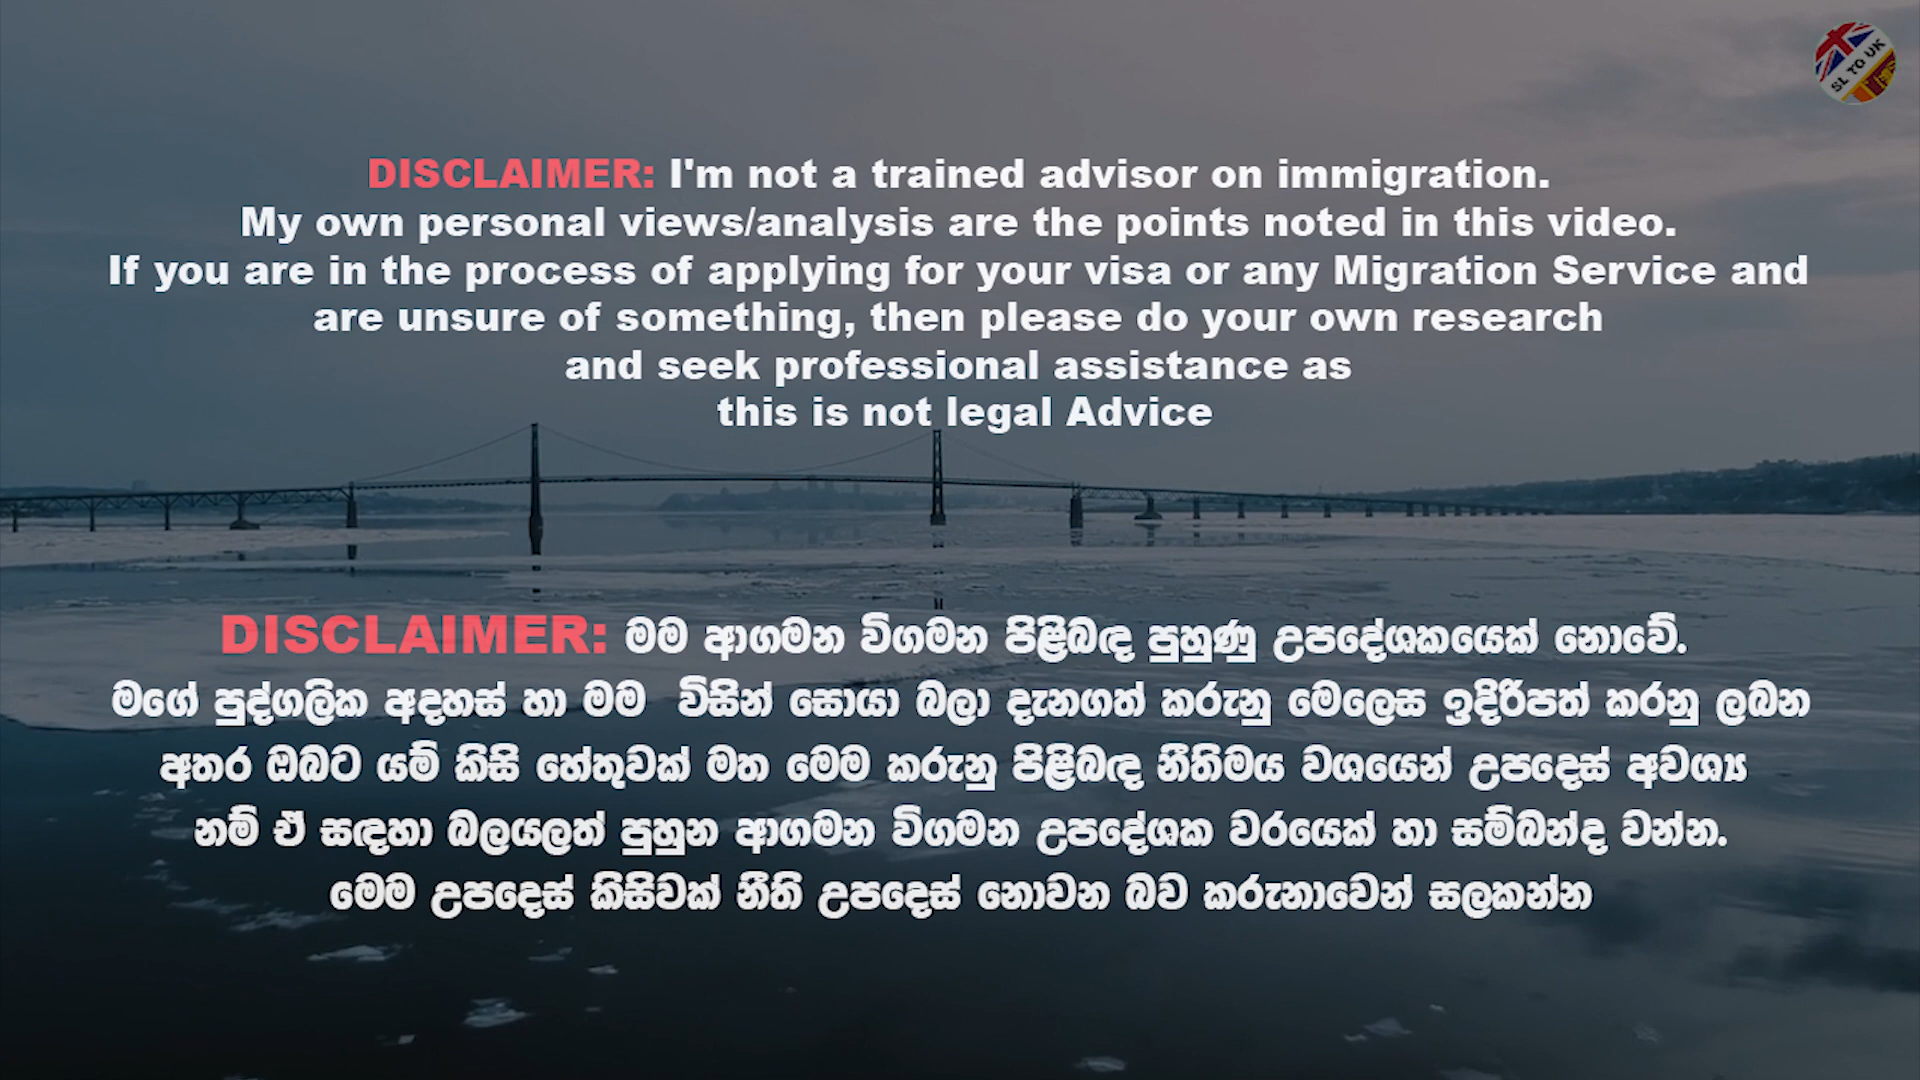 SL TO UK
DISCLAIMER: I'm not a trained advisor on immigration.
My own personal views/analysis are the points noted in this video.
If you are in the process of applying for your visa or any Migration Service and
are unsure of something, then please do your own research
and seek professional assistance as
this is not legal Advice
DISCLAIMER: මම ආගමන විගමන පිළිබඳ පුහුණු උපදේශකයෙක් නොවේ.
මගේ පුද්ගලික අදහස් හා මම විසින් සොයා බලා දැනගත් කරුනු මෙලෙස ඉදිරිපත් කරනු ලබන
අතර ඔබට යම් කිසි හේතුවක් මත මෙම කරුනු පිළිබඳ නීතිමය වශයෙන් උපදෙස් අවශ්‍ය
නම් ඒ සඳහා බලයලත් පුහුන ආගමන විගමන උපදේශක වරයෙක් හා සම්බන්ද වන්න.
මෙම උපදෙස් කිසිවක් නීති උපදෙස් නොවන බව කරුනාවෙන් සලකන්න